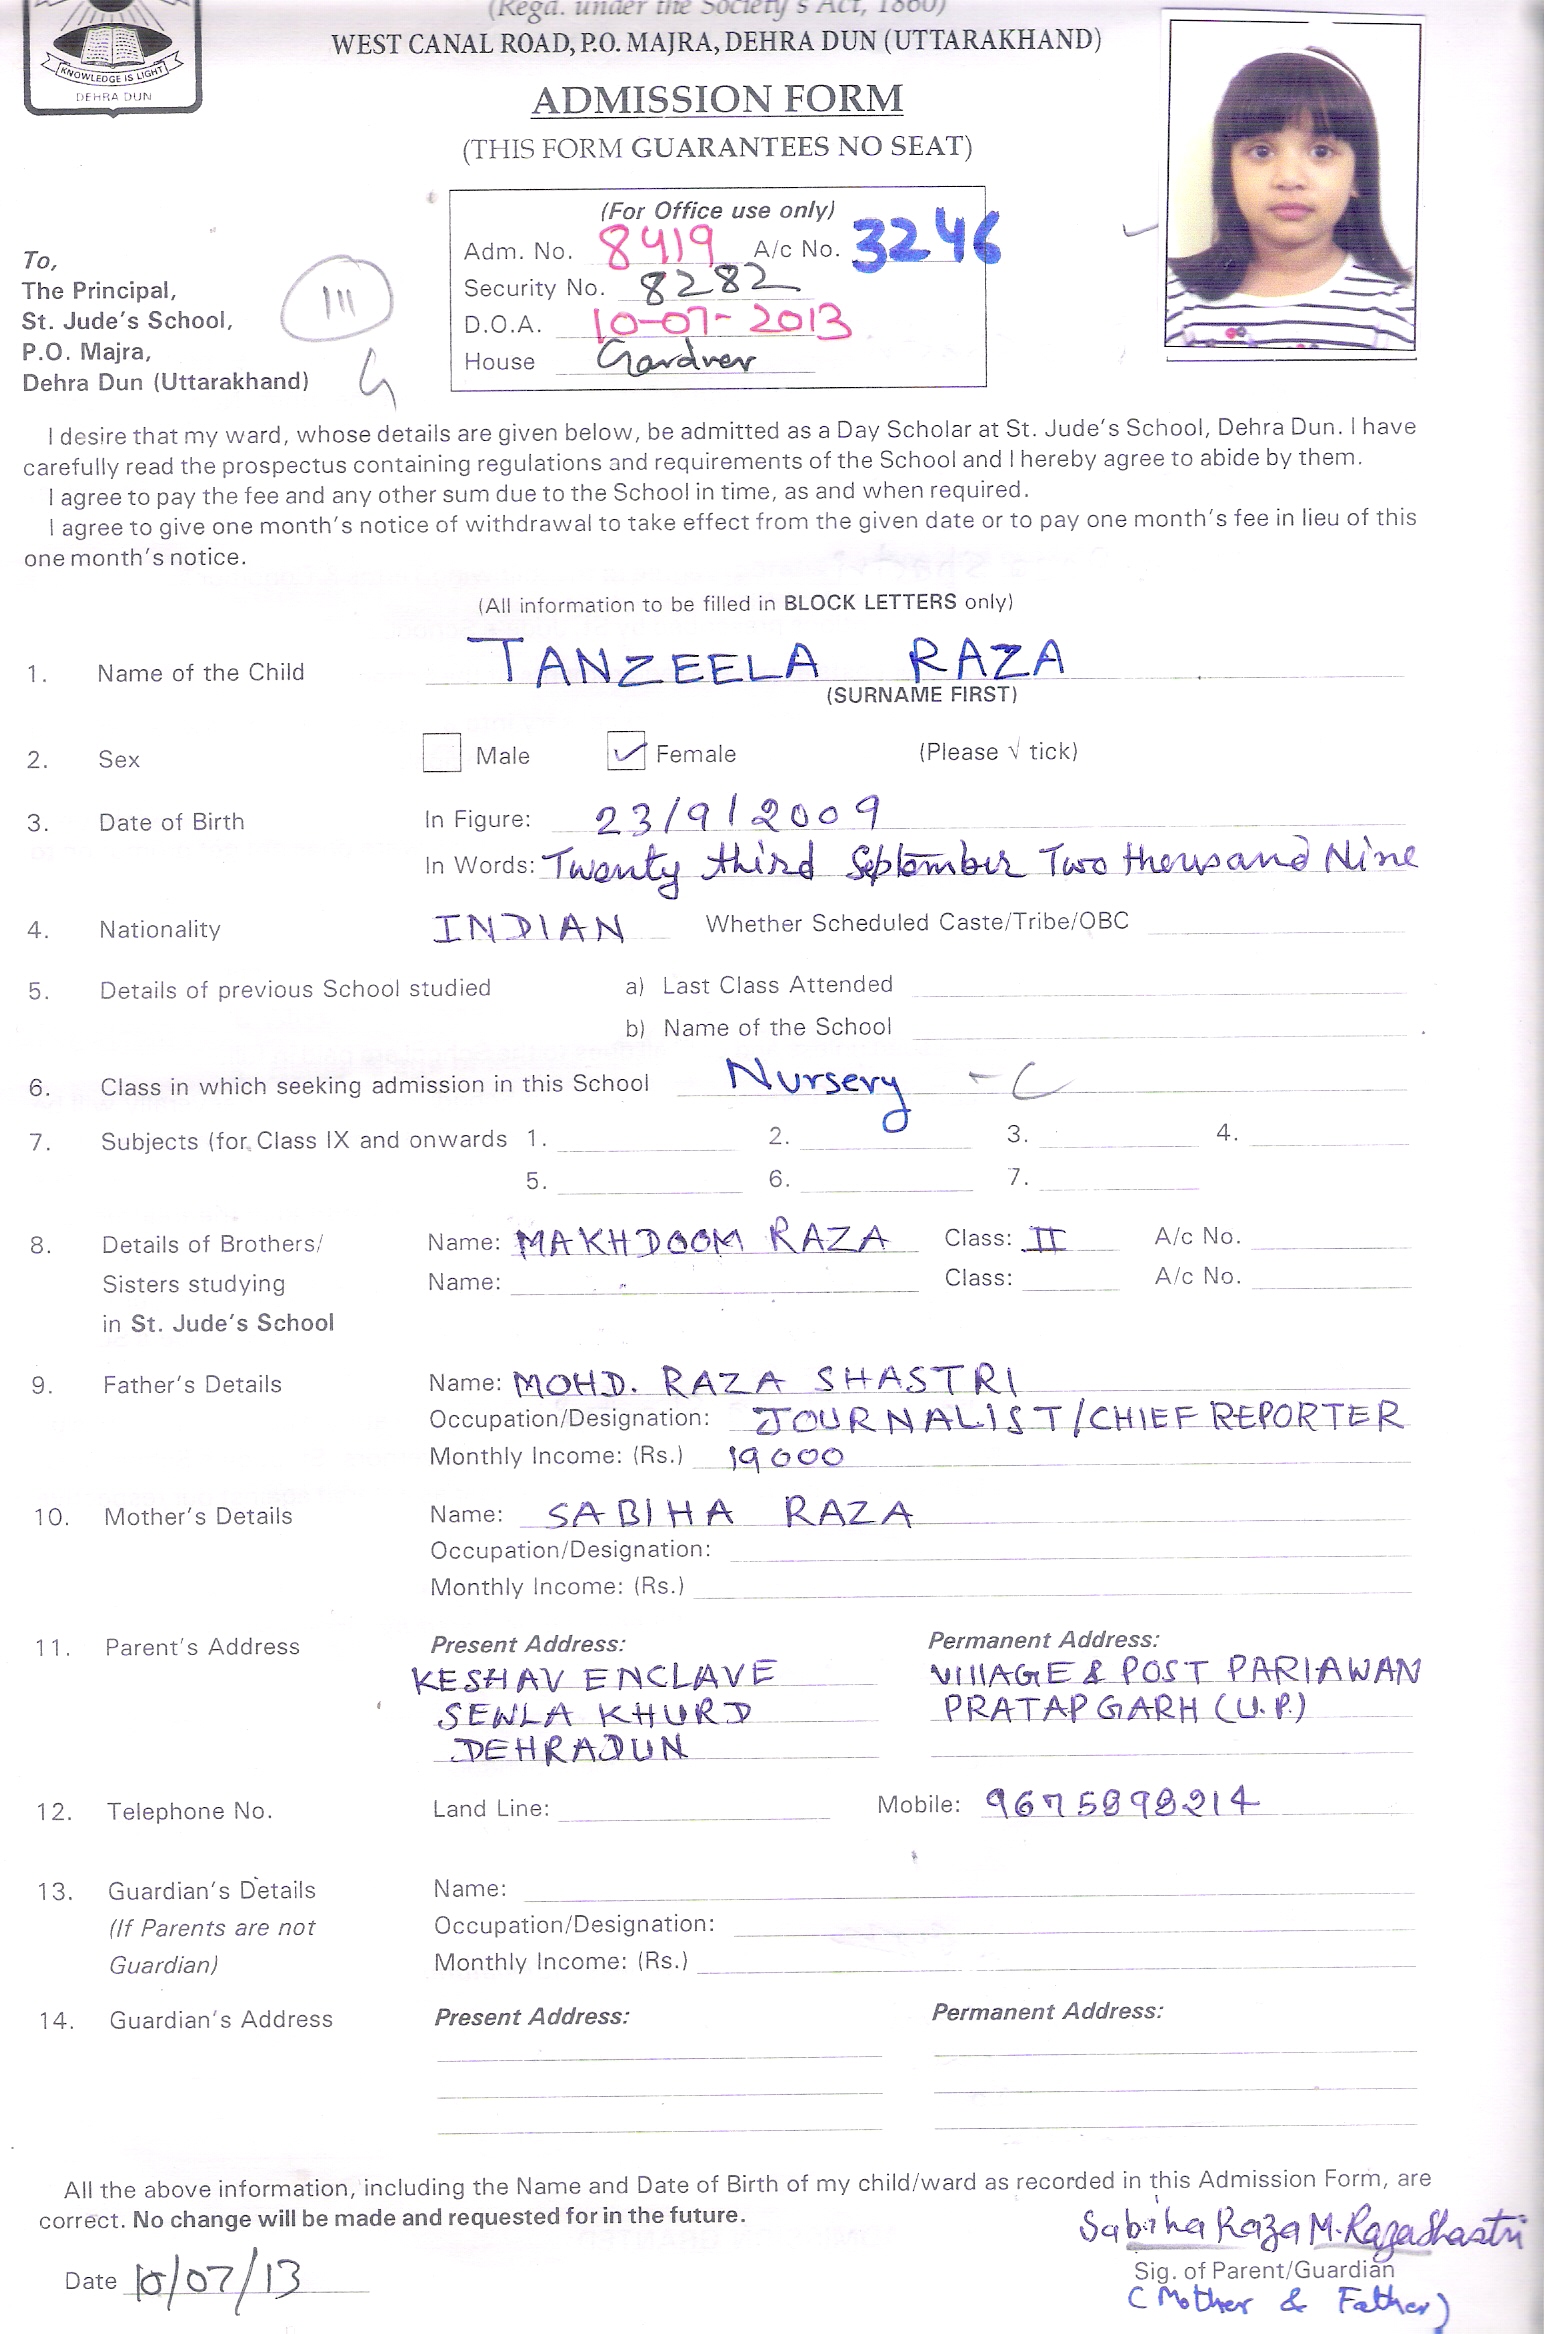 (Regd. under the Society's Act, 1860)
WEST CANAL ROAD, P.O. MAJRA, DEHRA DUN (UTTARAKHAND)
KNOWLEDGE IS LIGHT
DEHRA DUN
ADMISSION FORM
(THIS FORM GUARANTEES NO SEAT)
(For Office use only)
Adm. No. 8419 A/c No. 3246
Security No. 8282
D.O.A. 10-07-2013
House Gardner
To,
The Principal,
St. Jude's School,
P.O. Majra,
Dehra Dun (Uttarakhand)
III
G
I desire that my ward, whose details are given below, be admitted as a Day Scholar at St. Jude's School, Dehra Dun. I have
carefully read the prospectus containing regulations and requirements of the School and I hereby agree to abide by them.
I agree to pay the fee and any other sum due to the School in time, as and when required.
I agree to give one month's notice of withdrawal to take effect from the given date or to pay one month's fee in lieu of this
one month's notice.
(All information to be filled in BLOCK LETTERS only)
1. Name of the Child TANZEELA RAZA
(SURNAME FIRST)
2. Sex Male ✓ Female (Please √ tick)
3. Date of Birth In Figure: 23/9/2009
In Words: Twenty third September Two thousand Nine
4. Nationality INDIAN Whether Scheduled Caste/Tribe/OBC
5. Details of previous School studied a) Last Class Attended
b) Name of the School
6. Class in which seeking admission in this School Nursery - C
7. Subjects (for Class IX and onwards 1. 2. 3. 4.
5. 6. 7.
8. Details of Brothers/ Name: MAKHDOOM RAZA Class: II A/c No.
Sisters studying Name: Class: A/c No.
in St. Jude's School
9. Father's Details Name: MOHD. RAZA SHASTRI
Occupation/Designation: JOURNALIST/CHIEF REPORTER
Monthly Income: (Rs.) 19000
10. Mother's Details Name: SABIHA RAZA
Occupation/Designation:
Monthly Income: (Rs.)
11. Parent's Address Present Address: Permanent Address:
KESHAV ENCLAVE VIllAGE & POST PARIAWAN
SEWLA KHURD PRATAPGARH (U.P.)
DEHRADUN
12. Telephone No. Land Line: Mobile:
13. Guardian's Details Name:
(If Parents are not Occupation/Designation:
Guardian) Monthly Income: (Rs.)
14. Guardian's Address Present Address: Permanent Address:
All the above information, including the Name and Date of Birth of my child/ward as recorded in this Admission Form, are
correct. No change will be made and requested for in the future.
Sabiha Raza M. Raza Shastri
Date 10/07/13 Sig. of Parent/Guardian
(Mother & Father)